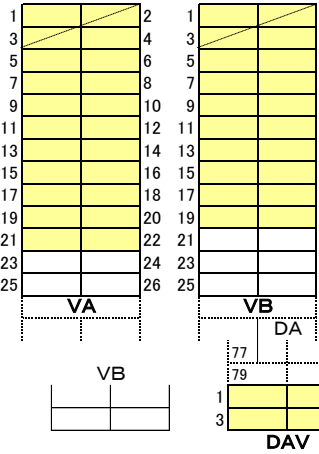 1 2 1
3 4 3
5 6 5
7 8 7
9 10 9
11 12 11
13 14 13
15 16 15
17 18 17
19 20 19
21 22 21
23 24 23
25 26 25
VA VB
DA
77
VB 79
1
3
DAV